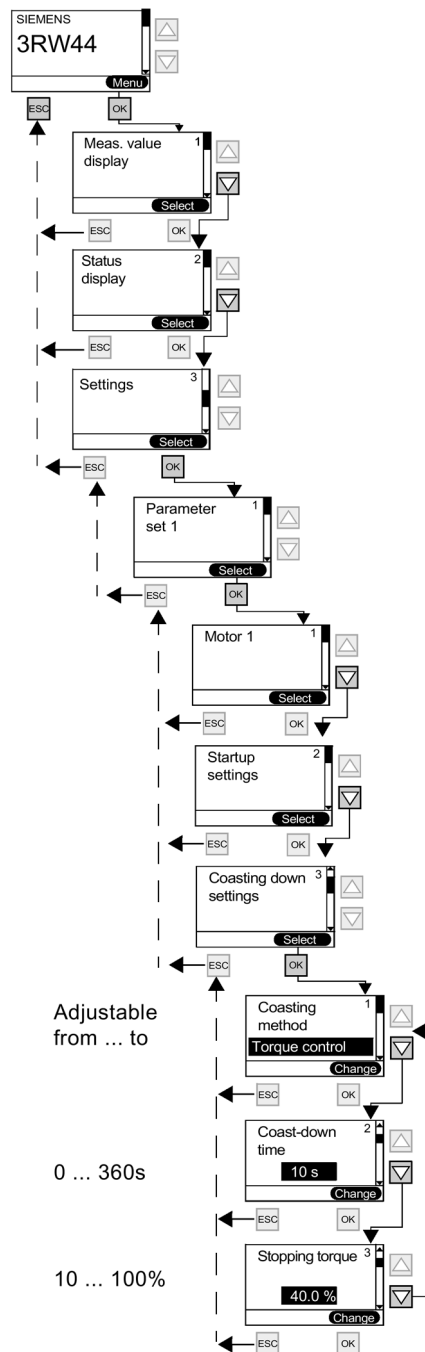 SIEMENS
3RW44
Menu
ESC OK
Meas. value 1
display
Select
ESC OK
Status 2
display
Select
ESC OK
Settings 3
Select
ESC OK
Parameter 1
set 1
Select
ESC OK
Motor 1 1
Select
ESC OK
Startup 2
settings
Select
ESC OK
Coasting down 3
settings
Select
ESC OK
Adjustable
from ... to
Coasting 1
method
Torque control
Change
ESC OK
0 ... 360s
Coast-down 2
time
10 s
Change
ESC OK
10 ... 100%
Stopping torque 3
40.0 %
Change
ESC OK